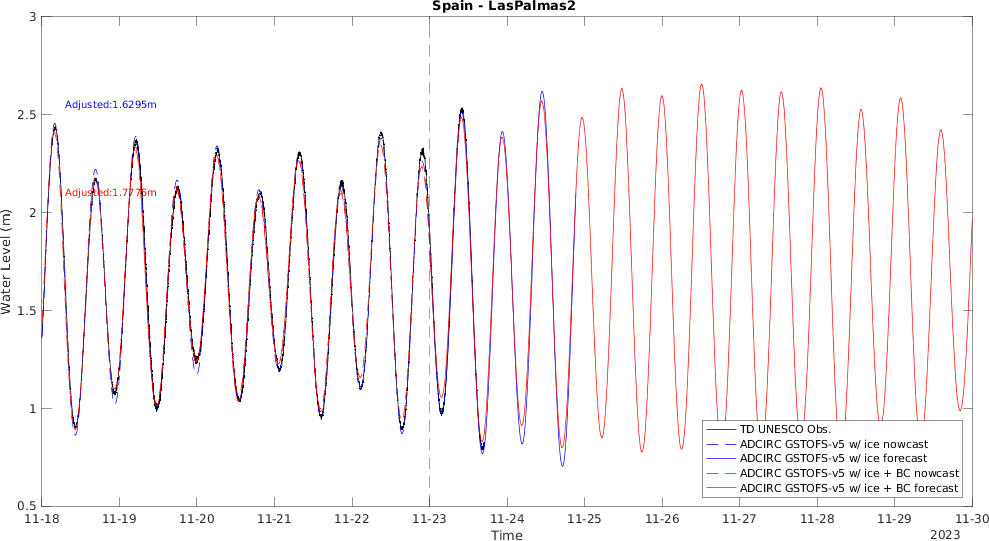 Spain - LasPalmas2
3
2.5
2
1.5
1
0.5
Water Level (m)
Adjusted:1.6295m
Adjusted:1.7775m
TD UNESCO Obs.
ADCIRC GSTOFS-v5 w/ ice nowcast
ADCIRC GSTOFS-v5 w/ ice forecast
ADCIRC GSTOFS-v5 w/ ice + BC nowcast
ADCIRC GSTOFS-v5 w/ ice + BC forecast
11-18 11-19 11-20 11-21 11-22 11-23 11-24 11-25 11-26 11-27 11-28 11-29 11-30
Time
2023